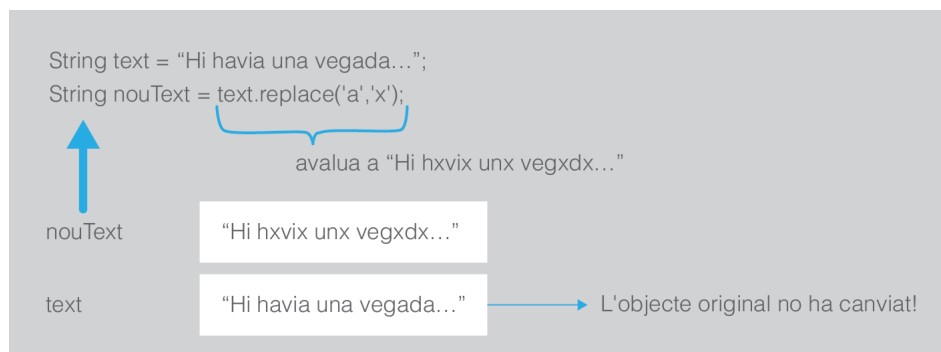 String text = “Hi havia una vegada…”;
String nouText = text.replace('a','x');
avalua a “Hi hxvix unx vegxdx…”
nouText “Hi hxvix unx vegxdx…”
text “Hi havia una vegada…” L'objecte original no ha canviat!